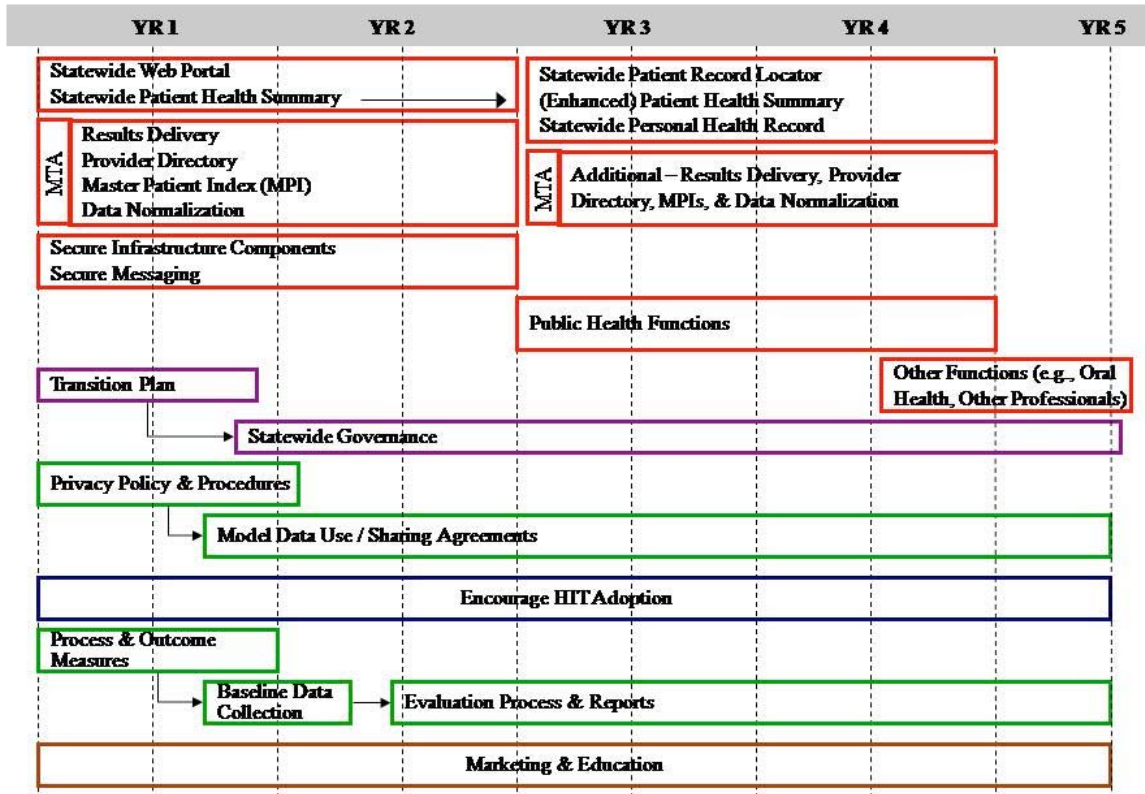 YR 1 YR 2 YR 3 YR 4 YR 5
Statewide Web Portal
Statewide Patient Health Summary
Statewide Patient Record Locator
(Enhanced) Patient Health Summary
Statewide Personal Health Record
MTA
Results Delivery
Provider Directory
Master Patient Index (MPI)
Data Normalization
MTA
Additional – Results Delivery, Provider
Directory, MPIs, & Data Normalization
Secure Infrastructure Components
Secure Messaging
Public Health Functions
Other Functions (e.g., Oral
Health, Other Professionals)
Transition Plan
Statewide Governance
Privacy Policy & Procedures
Model Data Use / Sharing Agreements
Encourage HIT Adoption
Process & Outcome
Measures
Baseline Data
Collection
Evaluation Process & Reports
Marketing & Education